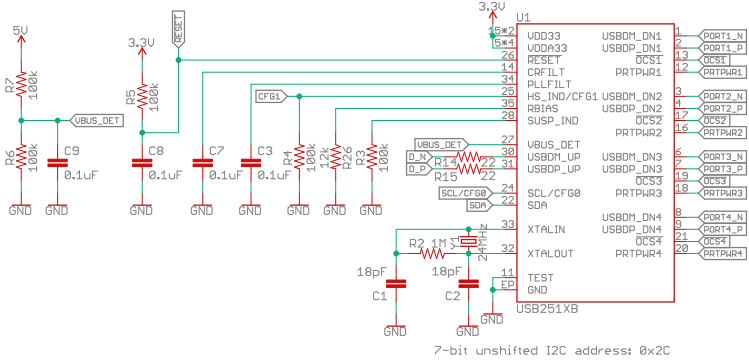 3.3V
U1
5V
RESET
3.3V
15*2 VDD33 USBDM_DN1 1 PORT1_N
5*4 VDDA33 USBDP_DN1 2 PORT1_P
26 RESET OCS1 13 OCS1
14 CRFILT PRTPWR1 12 PRTPWR1
34 PLLFILT
R7 100k
R5 100k
CFG1 25 HS_IND/CFG1 USBDM_DN2 3 PORT2_N
35 RBIAS USBDP_DN2 4 PORT2_P
28 SUSP_IND OCS2 17 OCS2
PRTPWR2 16 PRTPWR2
VBUS_DET
VBUS_DET 27 VBUS_DET
R6 100k
C9 0.1uF
C8 0.1uF
C7 0.1uF
C3 0.1uF
R4 100k
12k R26
R3 100k
D_N R14 22 30 USBDM_UP USBDM_DN3 6 PORT3_N
D_P R15 22 31 USBDP_UP USBDP_DN3 7 PORT3_P
OCS3 19 OCS3
SCL/CFG0 24 SCL/CFG0 PRTPWR3 18 PRTPWR3
SDA 22 SDA
GND GND GND GND GND GND GND GND
USBDM_DN4 8 PORT4_N
33 XTALIN USBDP_DN4 9 PORT4_P
OCS4 21 OCS4
R2 1M Y1 24MHz 32 XTALOUT PRTPWR4 20 PRTPWR4
18pF C1
18pF C2
11 TEST
EP GND
USB251XB
GND GND GND
7-bit unshifted I2C address: 0x2C